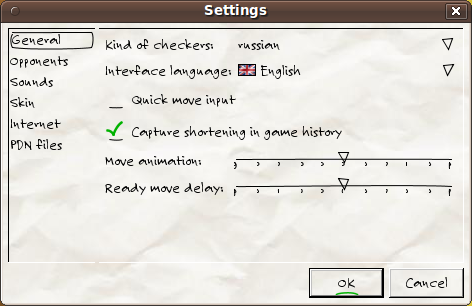 Settings
General
Opponents
Sounds
Skin
Internet
PDN files
Kind of checkers: russian
Interface language: English
Quick move input
Capture shortening in game history
Move animation:
Ready move delay:
OK
Cancel